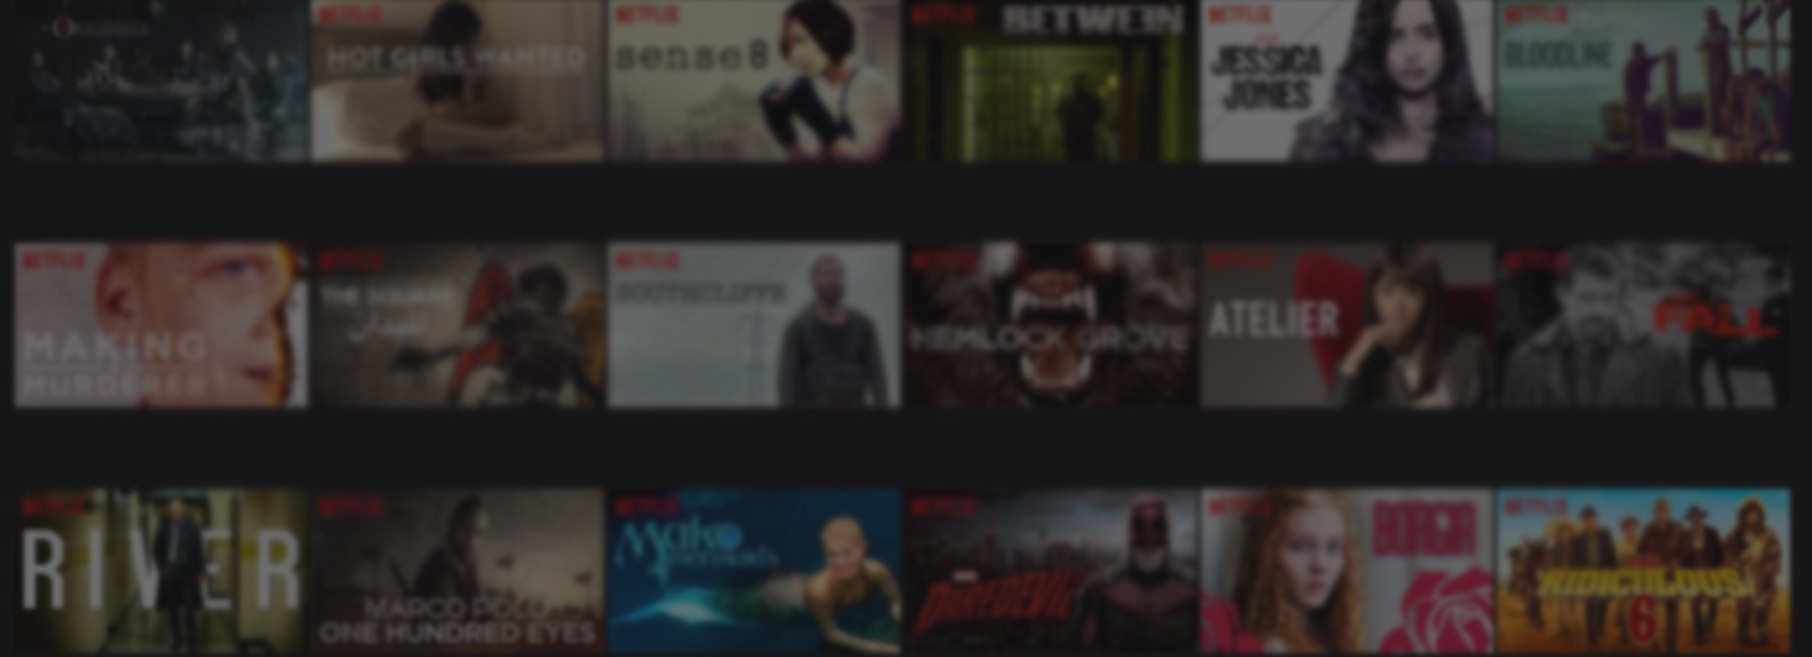 NETFLIX
HOT GIRLS WANTED
NETFLIX
sense8
NETFLIX
BETWEEN
NETFLIX
JESSICA
JONES
NETFLIX
BLOODLINE
NETFLIX
MAKING
MURDERER
NETFLIX
THE SQUARE
الميدان
NETFLIX
SOUTHCLIFFE
NETFLIX
HEMLOCK GROVE
NETFLIX
ATELIER
NETFLIX
FALL
NETFLIX
RIVER
NETFLIX
MARCO POLO
ONE HUNDRED EYES
NETFLIX
Mako
mermaids
NETFLIX
DAREDEVIL
NETFLIX
BORGIA
NETFLIX
RIDICULOUS
6